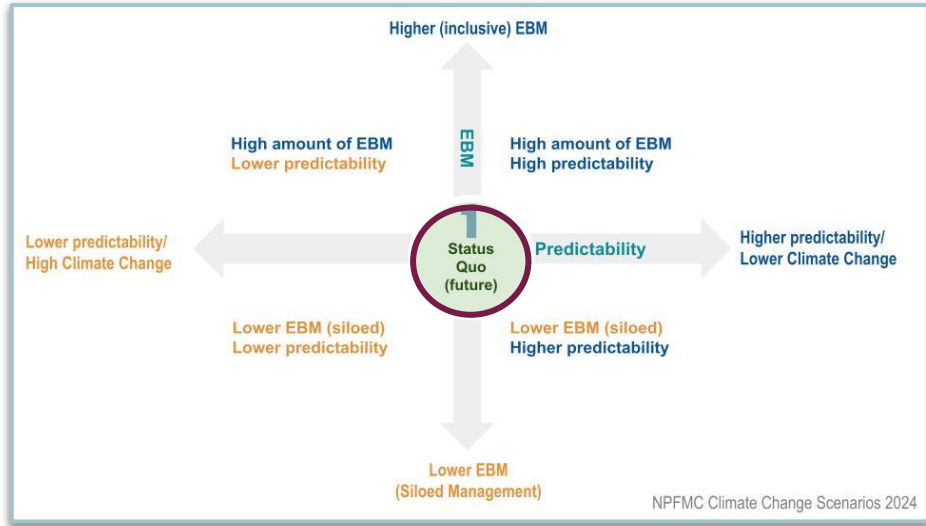 Higher (inclusive) EBM
EBM
High amount of EBM
Lower predictability
High amount of EBM
High predictability
Lower predictability/
High Climate Change
1
Status
Quo
(future)
Predictability
Higher predictability/
Lower Climate Change
Lower EBM (siloed)
Lower predictability
Lower EBM (siloed)
Higher predictability
Lower EBM
(Siloed Management)
NPFMC Climate Change Scenarios 2024